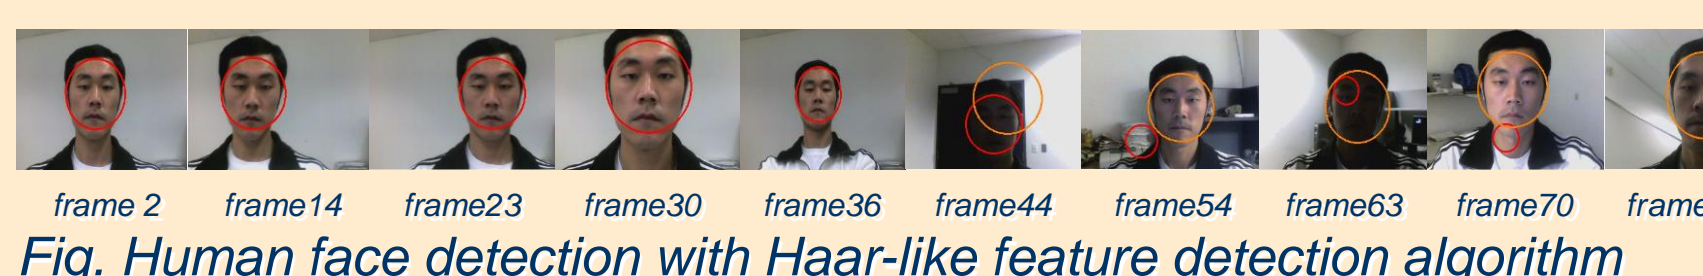 frame 2 frame14 frame23 frame30 frame36 frame44 frame54 frame63 frame70 frame
Fig. Human face detection with Haar-like feature detection algorithm